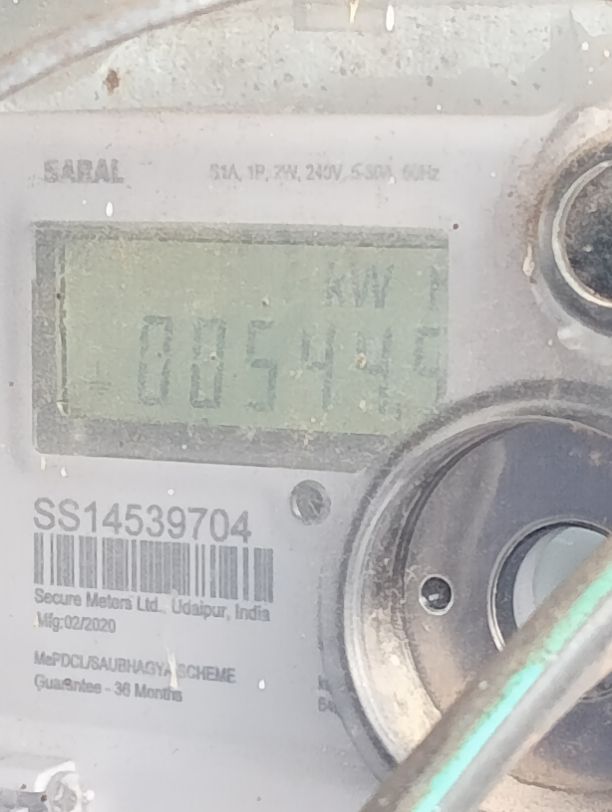 SARAL
S1A, 1P, 2W, 240V, 5-30A, 50Hz
kW
SS14539704
Secure Meters Ltd., Udaipur, India
Mfg:02/2020
MePDCL/SAUBHAGYA SCHEME
Guarantee - 36 Months